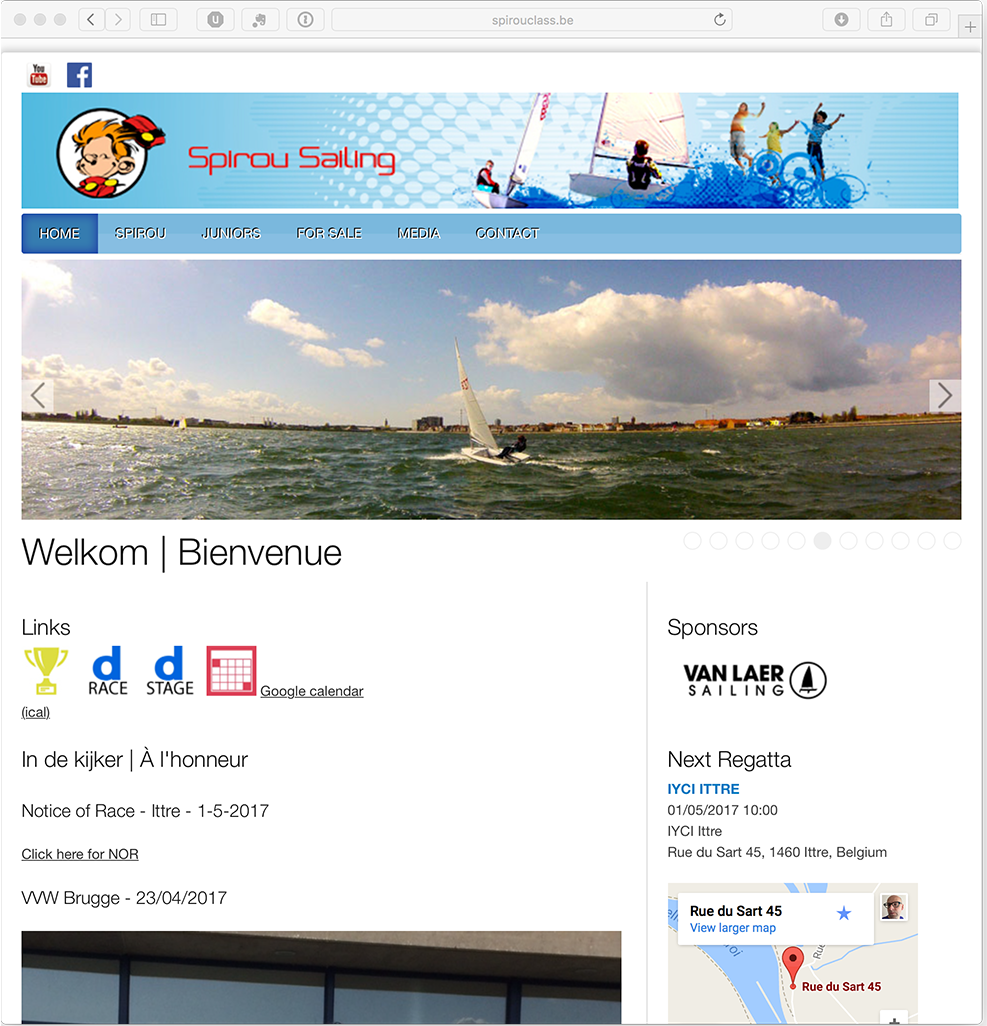 spirouclass.be
You
Tube
f
Spirou Sailing
HOME SPIROU JUNIORS FOR SALE MEDIA CONTACT
Welkom | Bienvenue
Links
d RACE
d STAGE
Google calendar
(ical)
In de kijker | À l'honneur
Notice of Race - Ittre - 1-5-2017
Click here for NOR
VVW Brugge - 23/04/2017
Sponsors
VAN LAER
SAILING
Next Regatta
IYCI ITTRE
01/05/2017 10:00
IYCI Ittre
Rue du Sart 45, 1460 Ittre, Belgium
Rue du Sart 45
View larger map
Rue du Sart 45